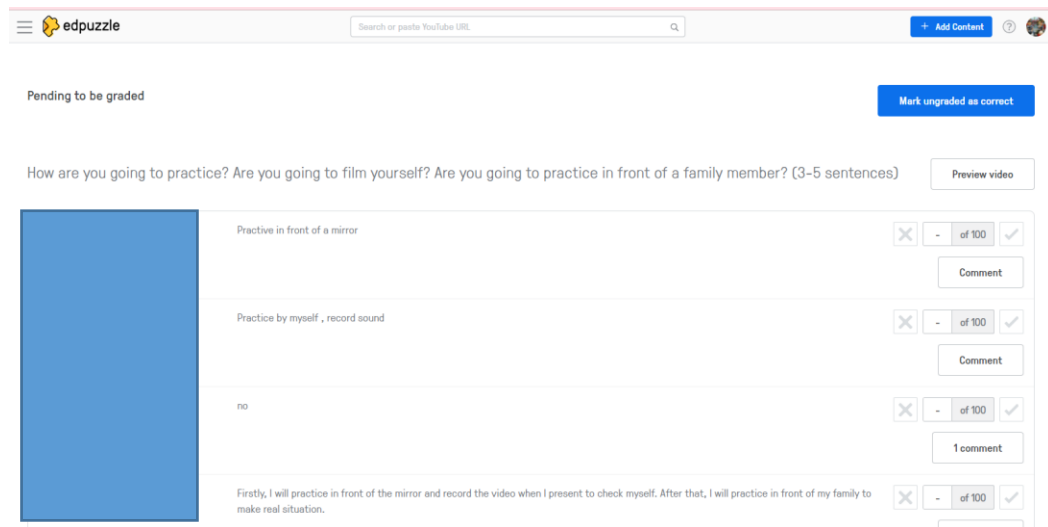 edpuzzle
Search or paste YouTube URL
+ Add Content
?
Pending to be graded
Mark ungraded as correct
How are you going to practice? Are you going to film yourself? Are you going to practice in front of a family member? (3-5 sentences)
Preview video
Practive in front of a mirror
- of 100
Comment
Practice by myself , record sound
- of 100
Comment
no
- of 100
1 comment
Firstly, I will practice in front of the mirror and record the video when I present to check myself. After that, I will practice in front of my family to
make real situation.
- of 100